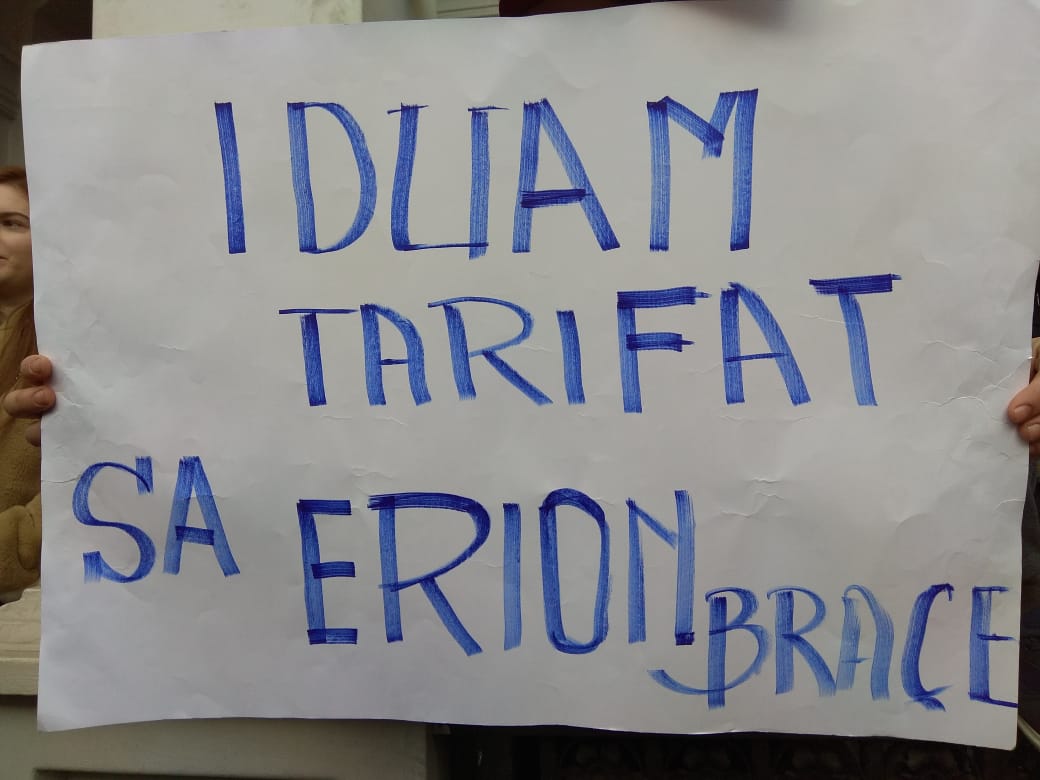 I DUAM
TARIFAT
SA ERION BRAÇE